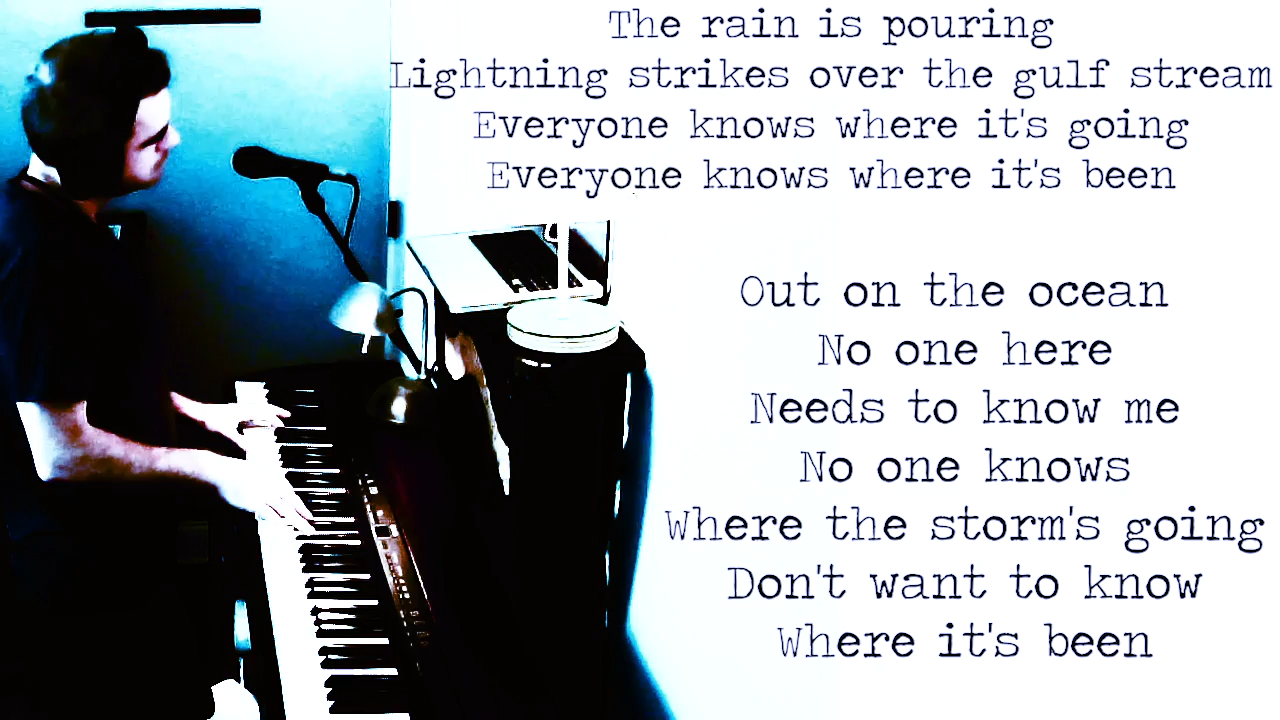 The rain is pouring
Lightning strikes over the gulf stream
Everyone knows where it's going
Everyone knows where it's been
Out on the ocean
No one here
Needs to know me
No one knows
Where the storm's going
Don't want to know
Where it's been